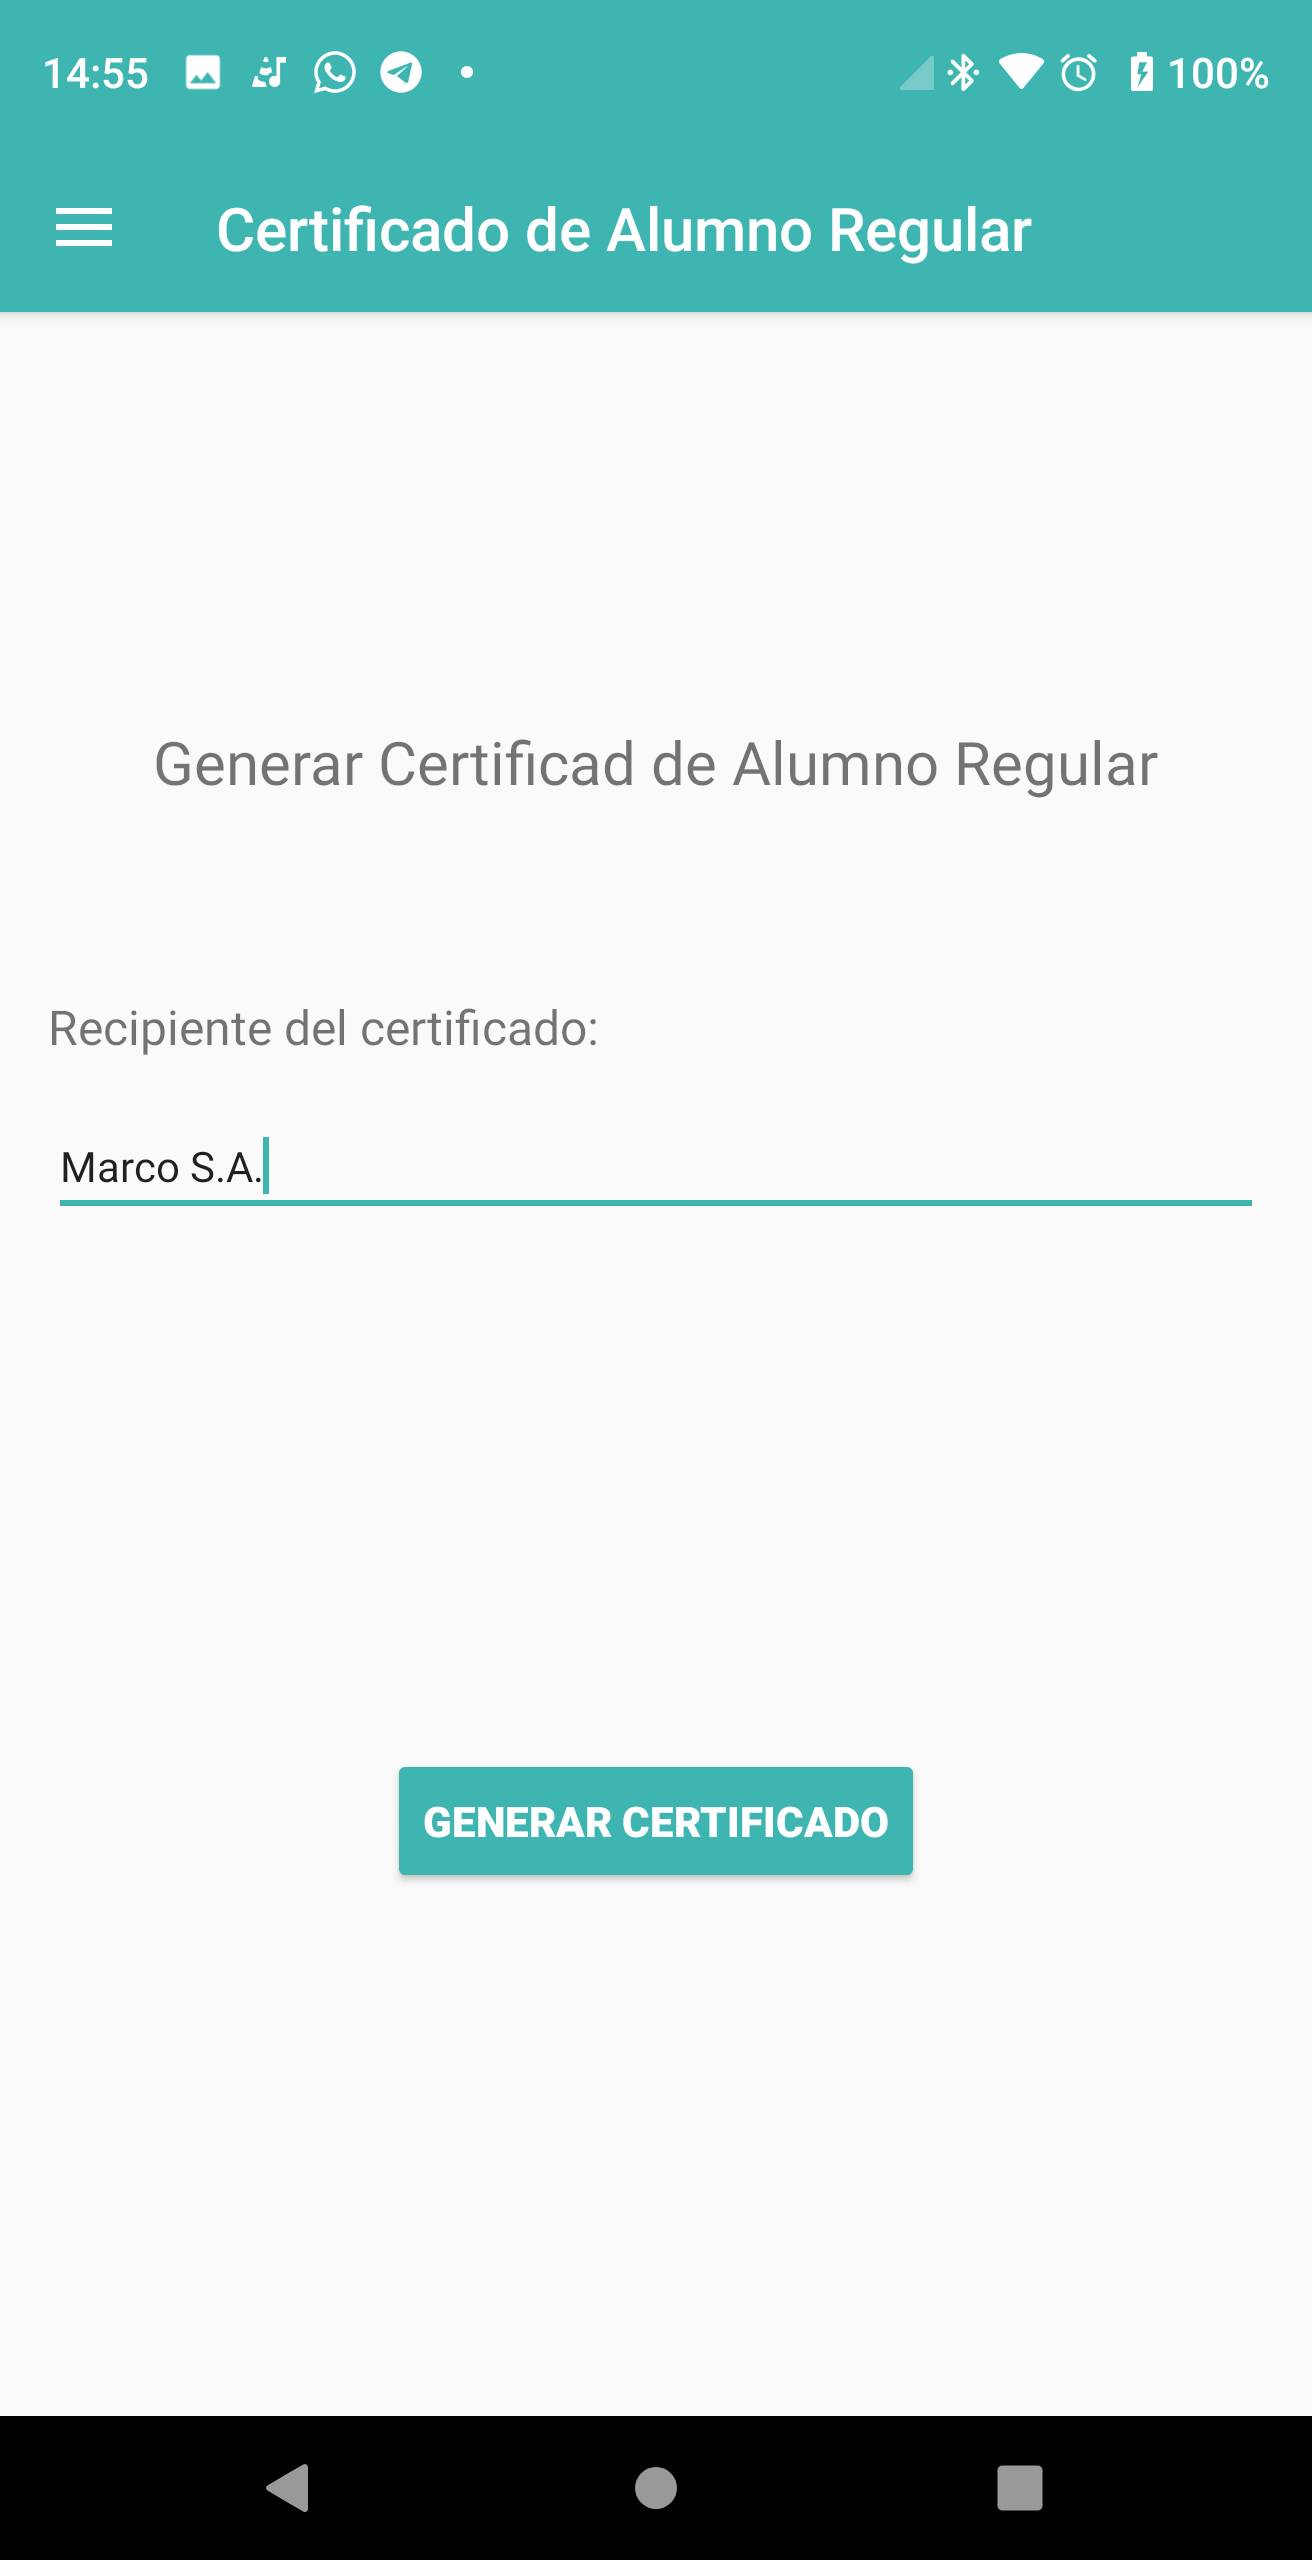 14:55
100%
Certificado de Alumno Regular
Generar Certificad de Alumno Regular
Recipiente del certificado:
Marco S.A.
GENERAR CERTIFICADO